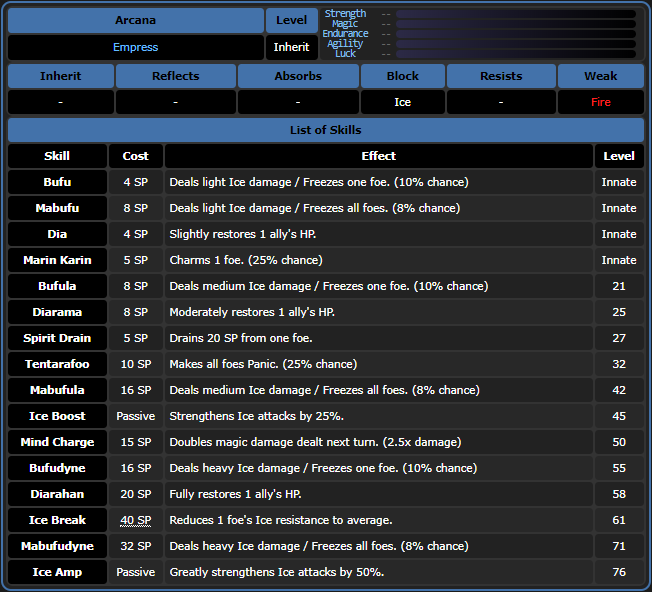 Arcana Level Strength --
Magic --
Endurance --
Agility --
Luck --
Empress Inherit
Inherit Reflects Absorbs Block Resists Weak
- - - Ice - Fire
List of Skills
Skill Cost Effect Level
Bufu 4 SP Deals light Ice damage / Freezes one foe. (10% chance) Innate
Mabufu 8 SP Deals light Ice damage / Freezes all foes. (8% chance) Innate
Dia 4 SP Slightly restores 1 ally's HP. Innate
Marin Karin 5 SP Charms 1 foe. (25% chance) Innate
Bufula 8 SP Deals medium Ice damage / Freezes one foe. (10% chance) 21
Diarama 8 SP Moderately restores 1 ally's HP. 25
Spirit Drain 5 SP Drains 20 SP from one foe. 27
Tentarafoo 10 SP Makes all foes Panic. (25% chance) 32
Mabufula 16 SP Deals medium Ice damage / Freezes all foes. (8% chance) 42
Ice Boost Passive Strengthens Ice attacks by 25%. 45
Mind Charge 15 SP Doubles magic damage dealt next turn. (2.5x damage) 50
Bufudyne 16 SP Deals heavy Ice damage / Freezes one foe. (10% chance) 55
Diarahan 20 SP Fully restores 1 ally's HP. 58
Ice Break 40 SP Reduces 1 foe's Ice resistance to average. 61
Mabufudyne 32 SP Deals heavy Ice damage / Freezes all foes. (8% chance) 71
Ice Amp Passive Greatly strengthens Ice attacks by 50%. 76